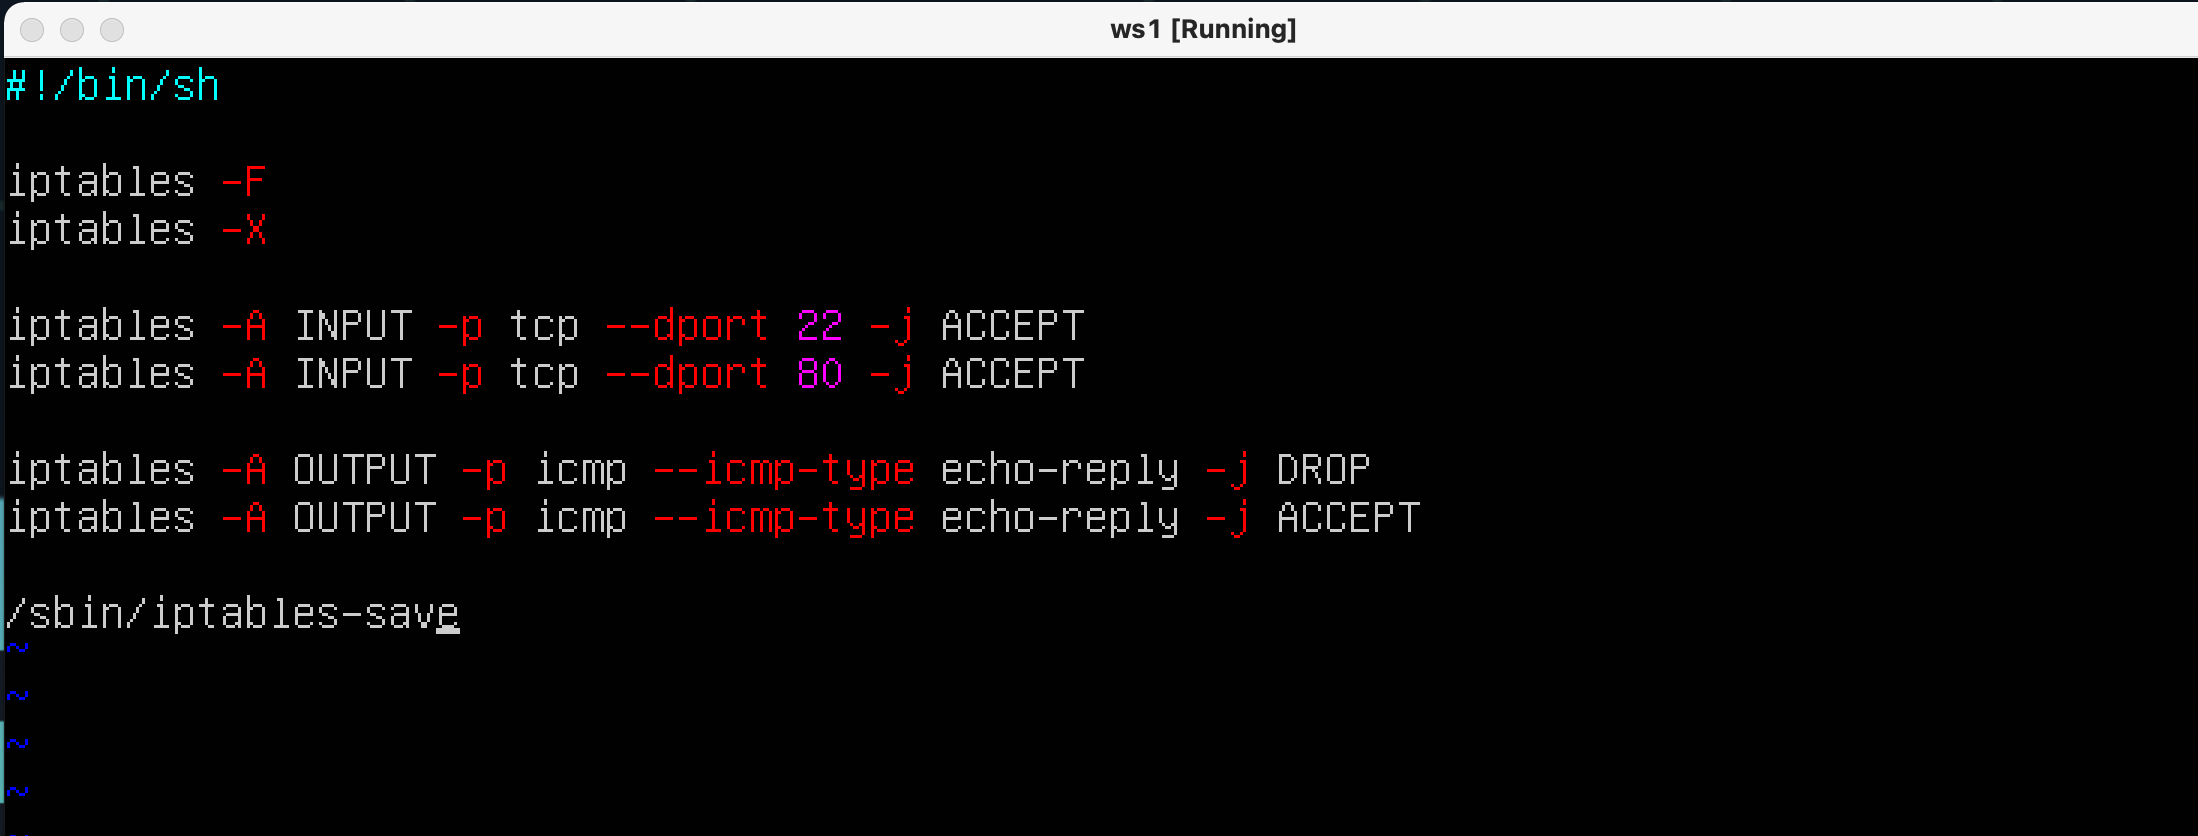 ws1 [Running]
#!/bin/sh
iptables -F
iptables -X
iptables -A INPUT -p tcp --dport 22 -j ACCEPT
iptables -A INPUT -p tcp --dport 80 -j ACCEPT
iptables -A OUTPUT -p icmp --icmp-type echo-reply -j DROP
iptables -A OUTPUT -p icmp --icmp-type echo-reply -j ACCEPT
/sbin/iptables-save
~
~
~
~